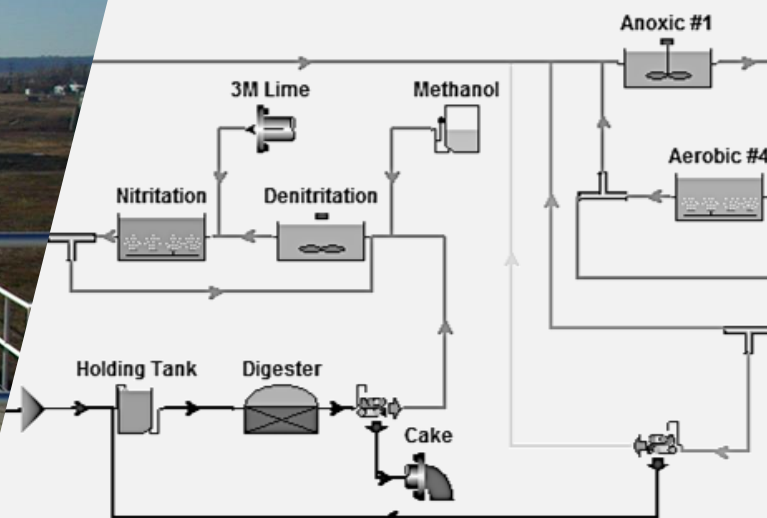 Anoxic #1
3M Lime
Methanol
Aerobic #4
Nitritation
Denitritation
Holding Tank
Digester
Cake